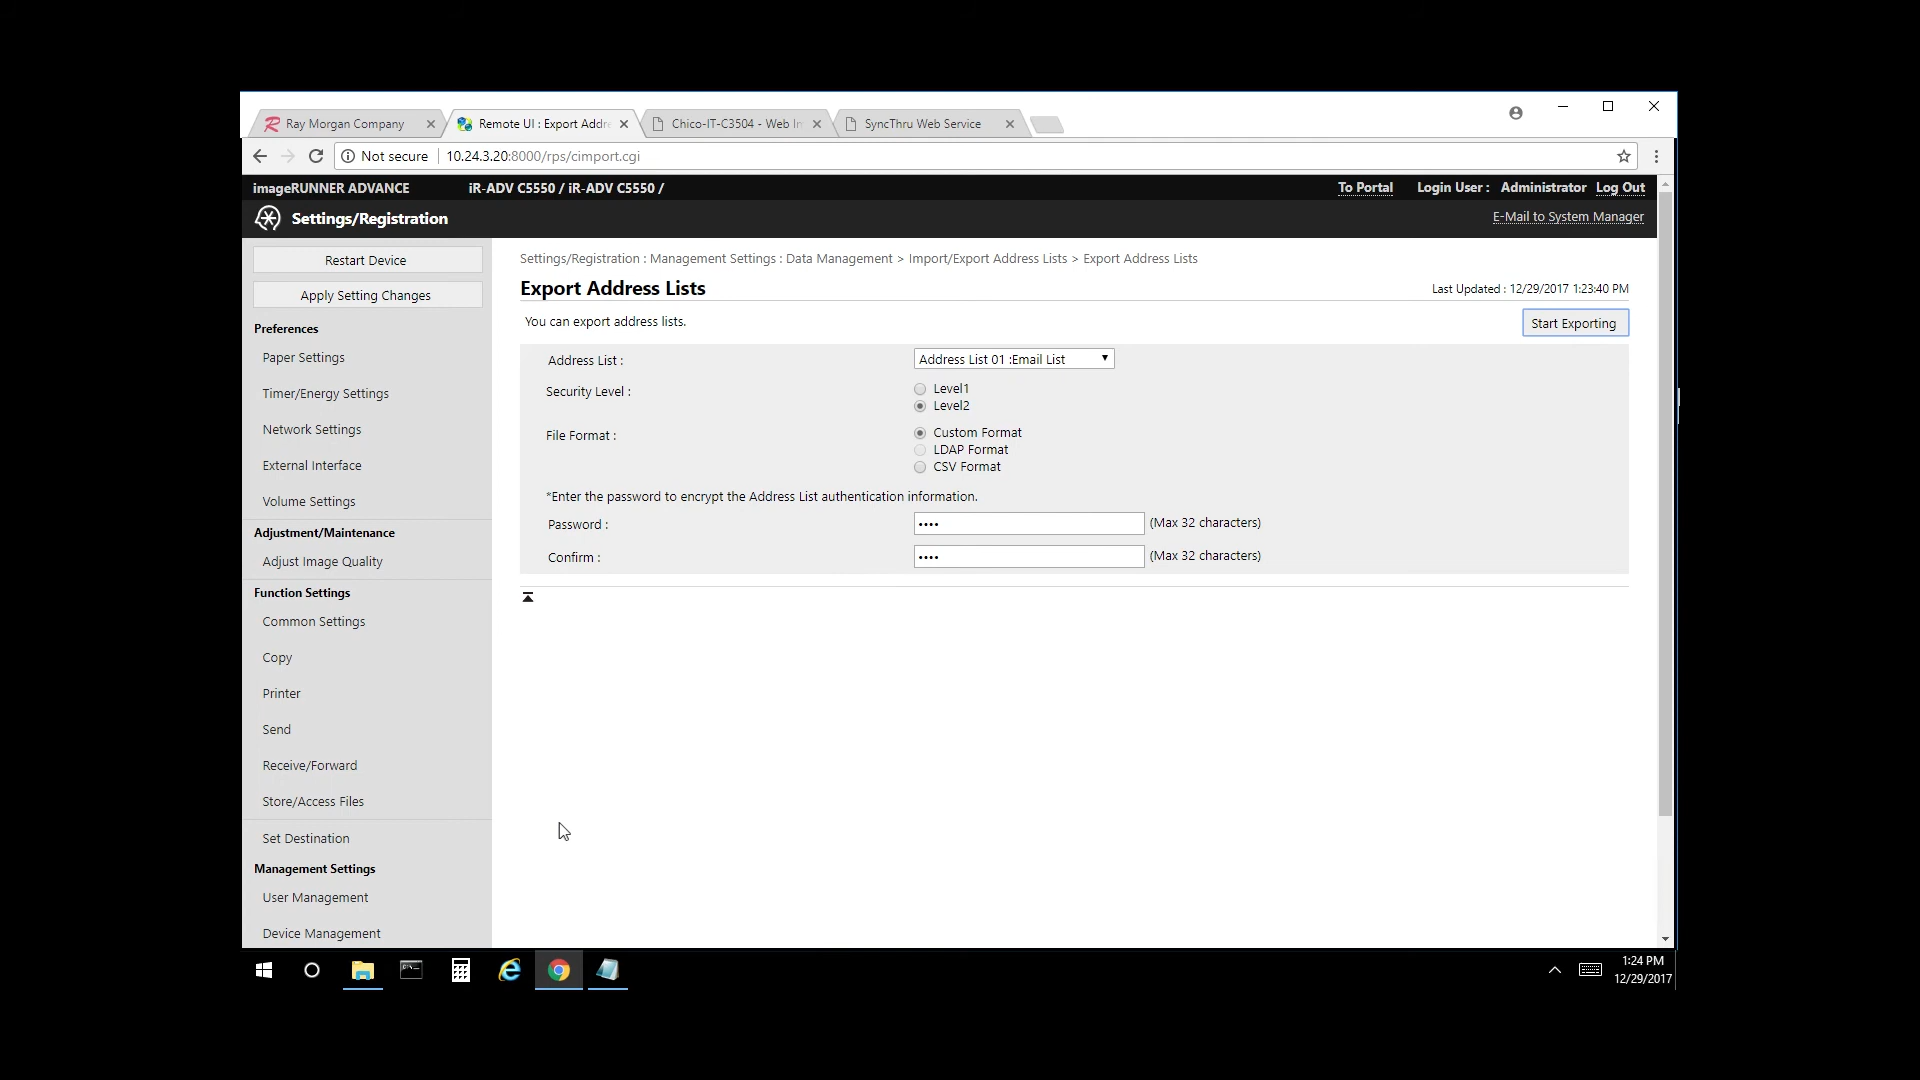 Ray Morgan Company
Remote UI : Export Addre
Chico-IT-C3504 - Web In
SyncThru Web Service
Not secure
10.24.3.20:8000/rps/cimport.cgi
imageRUNNER ADVANCE
iR-ADV C5550 / iR-ADV C5550 /
To Portal
Login User : Administrator
Log Out
Settings/Registration
E-Mail to System Manager
Restart Device
Apply Setting Changes
Preferences
Paper Settings
Timer/Energy Settings
Network Settings
External Interface
Volume Settings
Adjustment/Maintenance
Adjust Image Quality
Function Settings
Common Settings
Copy
Printer
Send
Receive/Forward
Store/Access Files
Set Destination
Management Settings
User Management
Device Management
Settings/Registration : Management Settings : Data Management > Import/Export Address Lists > Export Address Lists
Export Address Lists
Last Updated : 12/29/2017 1:23:40 PM
You can export address lists.
Start Exporting
Address List :
Address List 01 :Email List
Security Level :
Level1
Level2
File Format :
Custom Format
LDAP Format
CSV Format
*Enter the password to encrypt the Address List authentication information.
Password :
••••
(Max 32 characters)
Confirm :
••••
(Max 32 characters)
1:24 PM
12/29/2017